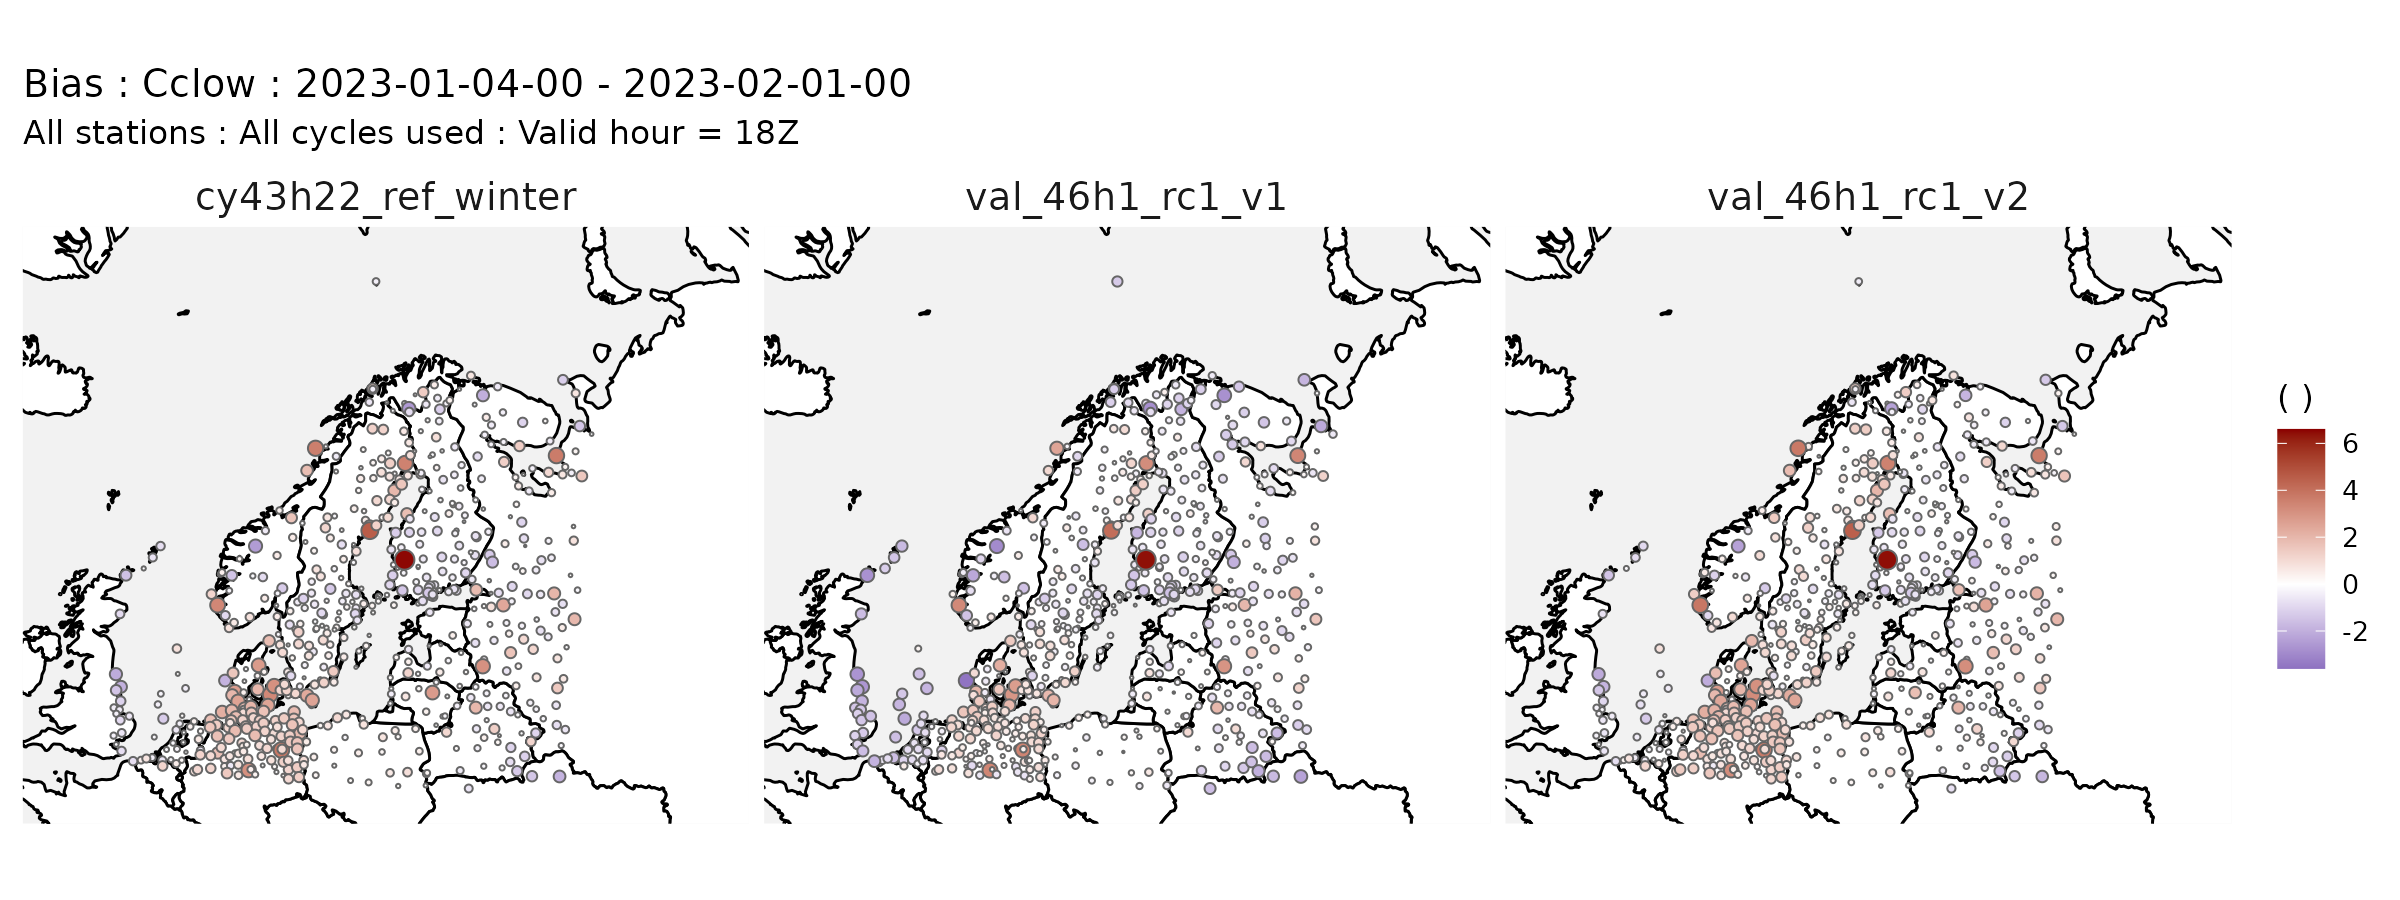 Bias : Cclow : 2023-01-04-00 - 2023-02-01-00
All stations : All cycles used : Valid hour = 18Z
cy43h22_ref_winter
val_46h1_rc1_v1
val_46h1_rc1_v2
( )
6
4
2
0
-2